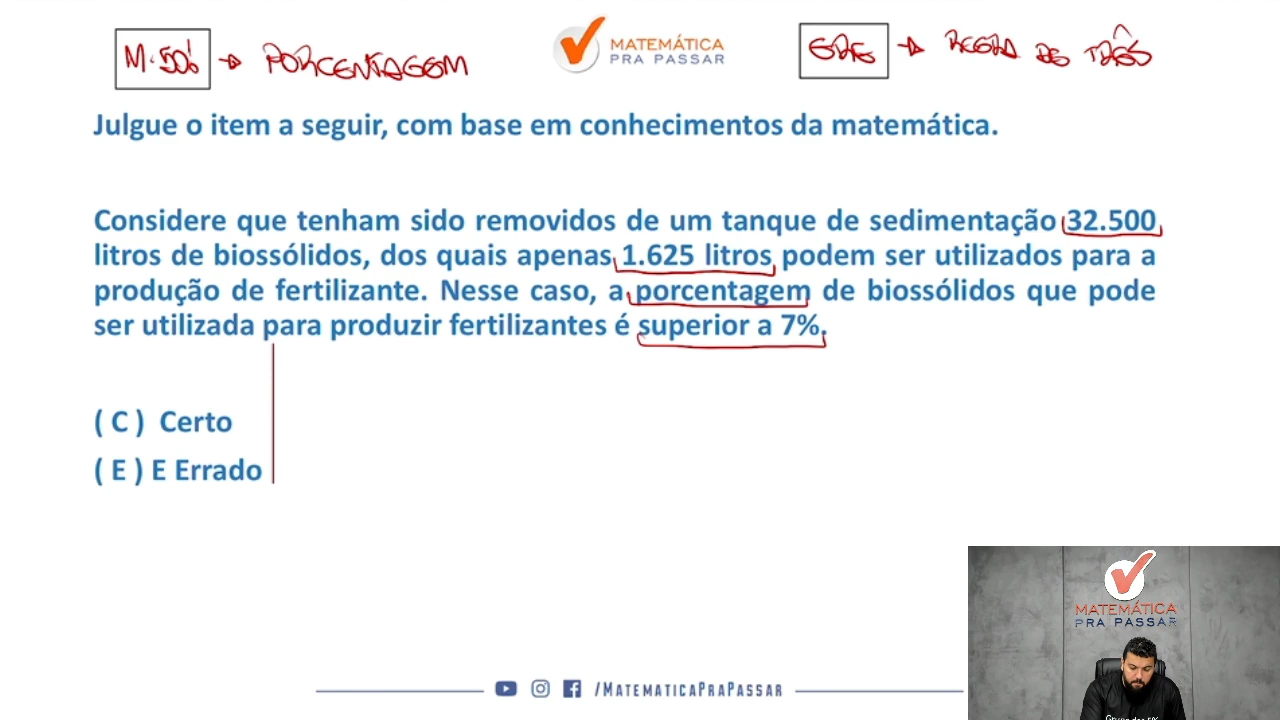 PORCENTAGEM
MATEMÁTICA
PRA PASSAR
REGRA DE TRÊS
Julgue o item a seguir, com base em conhecimentos da matemática.
Considere que tenham sido removidos de um tanque de sedimentação 32.500
litros de biossólidos, dos quais apenas 1.625 litros podem ser utilizados para a
produção de fertilizante. Nesse caso, a porcentagem de biossólidos que pode
ser utilizada para produzir fertilizantes é superior a 7%.
( C ) Certo
( E ) E Errado
MATEMÁTICA
PRA PASSAR
/MATEMATICAPRAPASSAR